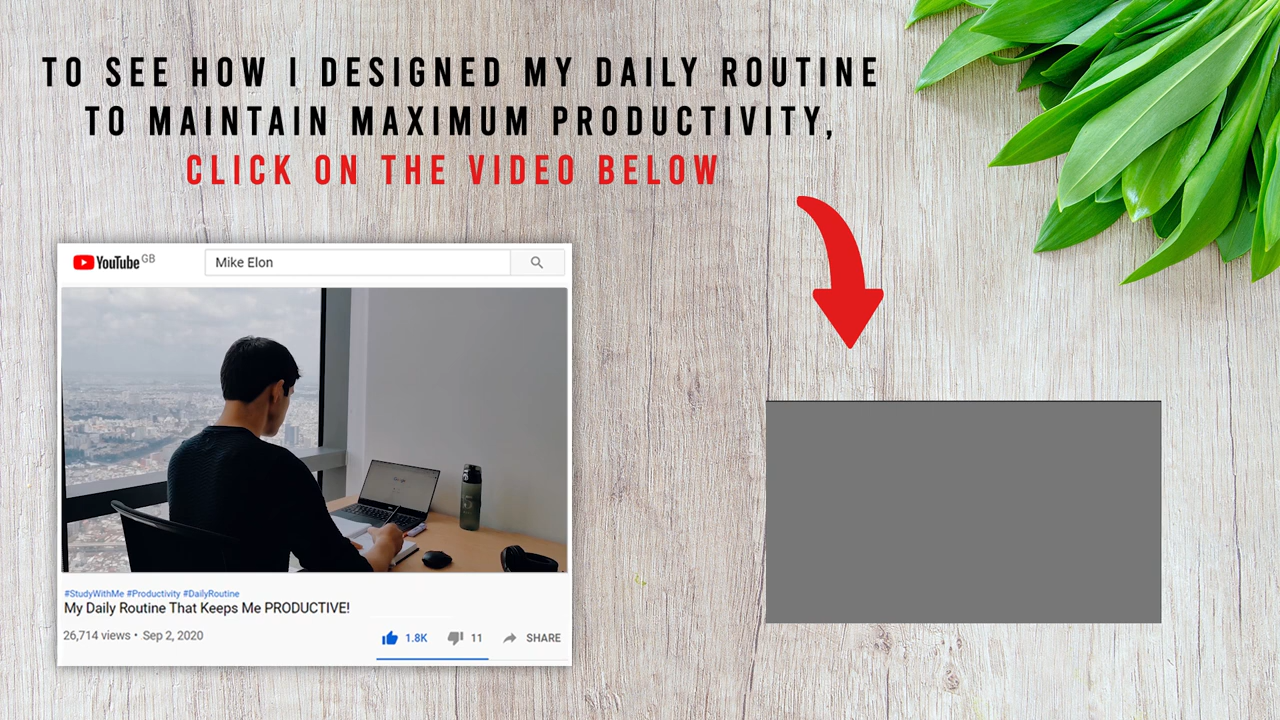 TO SEE HOW I DESIGNED MY DAILY ROUTINE
TO MAINTAIN MAXIMUM PRODUCTIVITY,
CLICK ON THE VIDEO BELOW
YouTube GB
Mike Elon
#StudyWithMe #Productivity #DailyRoutine
My Daily Routine That Keeps Me PRODUCTIVE!
26,714 views • Sep 2, 2020
1.8K 11 SHARE